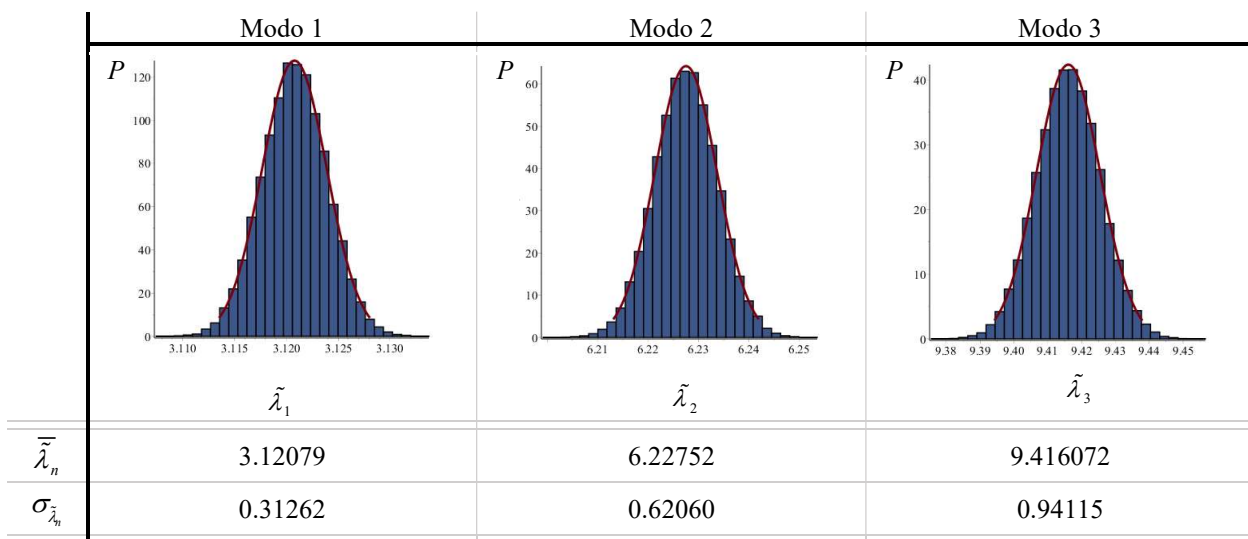 Modo 1 Modo 2 Modo 3
P 120 100 80 60 40 20 0
3.110 3.115 3.120 3.125 3.130
λ̃₁
P 60 50 40 30 20 10 0
6.21 6.22 6.23 6.24 6.25
λ̃₂
P 40 30 20 10 0
9.38 9.39 9.40 9.41 9.42 9.43 9.44 9.45
λ̃₃
λ̃̅ₙ 3.12079 6.22752 9.416072
σ_λ̃ₙ 0.31262 0.62060 0.94115